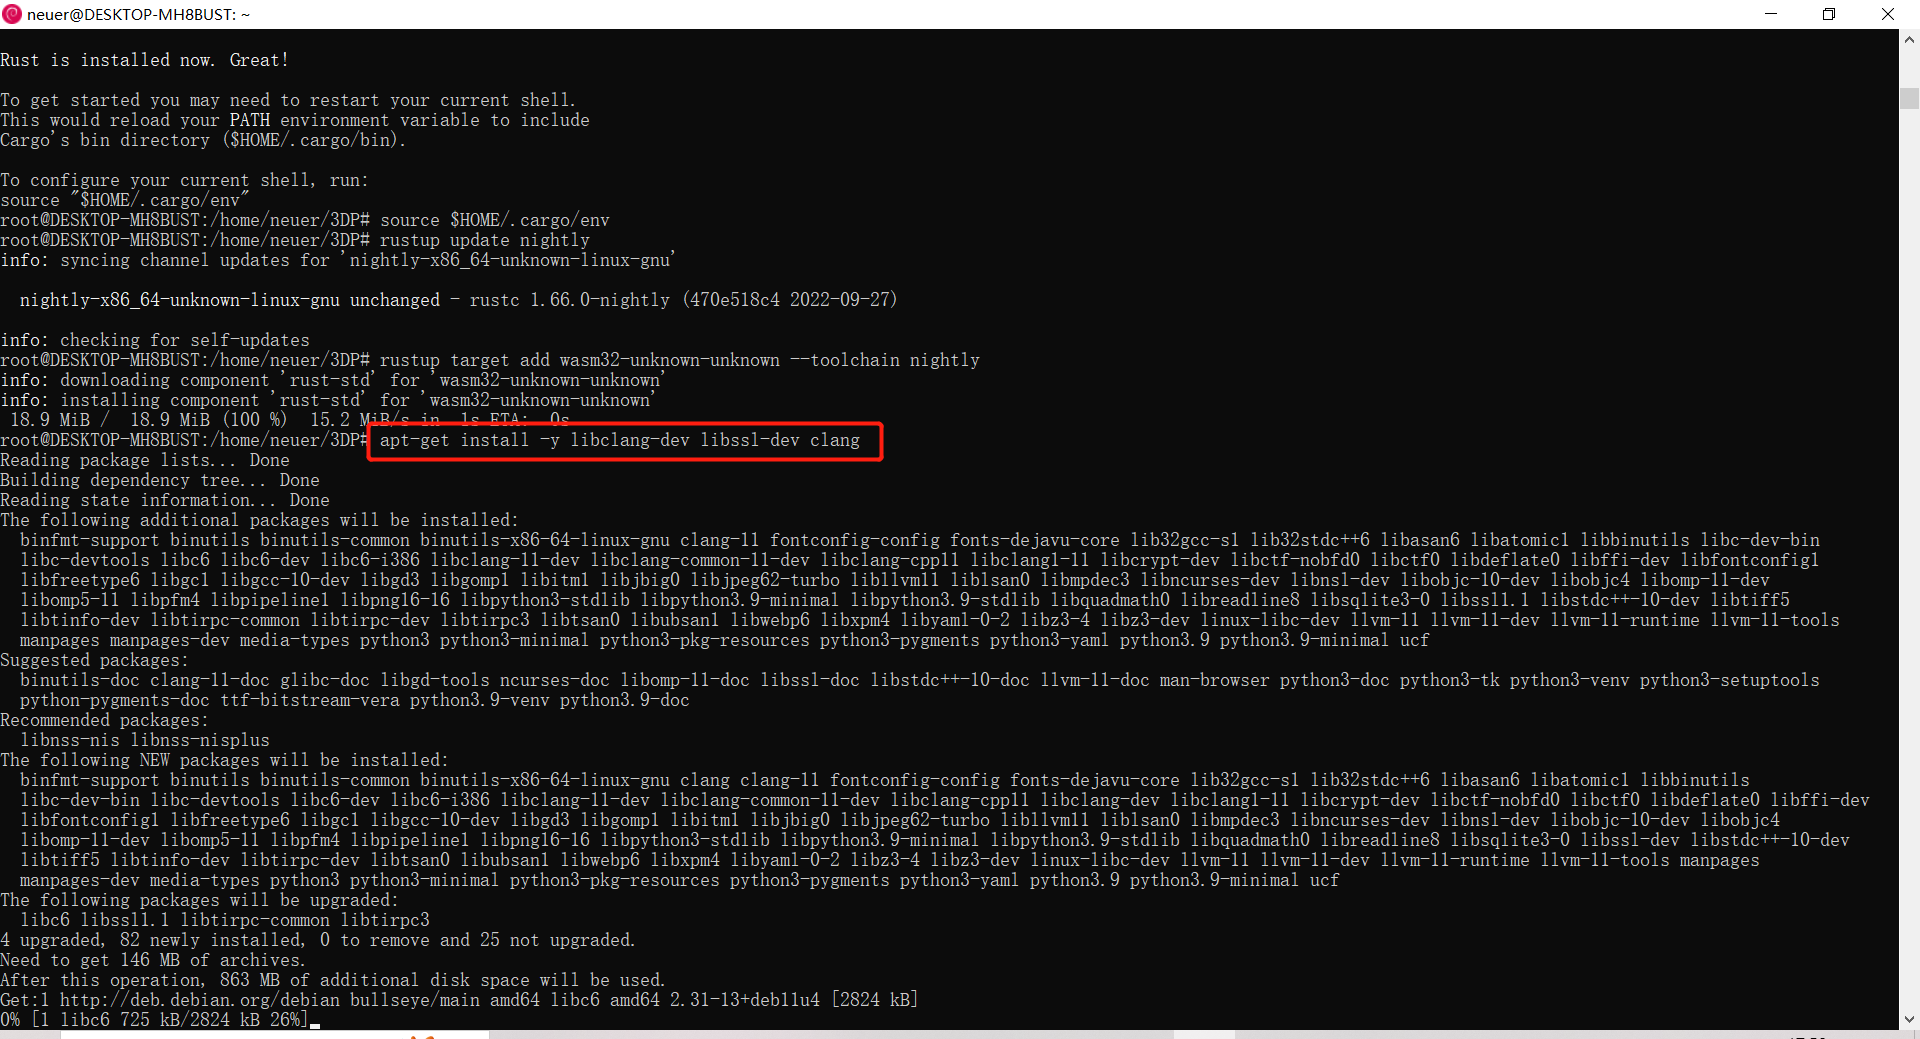 neuer@DESKTOP-MH8BUST: ~
Rust is installed now. Great!
To get started you may need to restart your current shell.
This would reload your PATH environment variable to include
Cargo's bin directory ($HOME/.cargo/bin).
To configure your current shell, run:
source "$HOME/.cargo/env"
root@DESKTOP-MH8BUST:/home/neuer/3DP# source $HOME/.cargo/env
root@DESKTOP-MH8BUST:/home/neuer/3DP# rustup update nightly
info: syncing channel updates for 'nightly-x86_64-unknown-linux-gnu'
nightly-x86_64-unknown-linux-gnu unchanged - rustc 1.66.0-nightly (470e518c4 2022-09-27)
info: checking for self-updates
root@DESKTOP-MH8BUST:/home/neuer/3DP# rustup target add wasm32-unknown-unknown --toolchain nightly
info: downloading component 'rust-std' for 'wasm32-unknown-unknown'
info: installing component 'rust-std' for 'wasm32-unknown-unknown'
18.9 MiB / 18.9 MiB (100 %) 15.2 MiB/s in 1s ETA: 0s
root@DESKTOP-MH8BUST:/home/neuer/3DP# apt-get install -y libclang-dev libssl-dev clang
Reading package lists... Done
Building dependency tree... Done
Reading state information... Done
The following additional packages will be installed:
binfmt-support binutils binutils-common binutils-x86-64-linux-gnu clang-11 fontconfig-config fonts-dejavu-core lib32gcc-s1 lib32stdc++6 libasan6 libatomic1 libbinutils libc-dev-bin
libc-devtools libc6 libc6-dev libc6-i386 libclang-11-dev libclang-common-11-dev libclang-cpp11 libclang1-11 libcrypt-dev libctf-nobfd0 libctf0 libdeflate0 libffi-dev libfontconfig1
libfreetype6 libgc1 libgcc-10-dev libgd3 libgomp1 libitm1 libjbig0 libjpeg62-turbo libllvm11 liblsan0 libmpdec3 libncurses-dev libnsl-dev libobjc-10-dev libobjc4 libomp-11-dev
libomp5-11 libpfm4 libpipeline1 libpng16-16 libpython3-stdlib libpython3.9-minimal libpython3.9-stdlib libquadmath0 libreadline8 libsqlite3-0 libssl1.1 libstdc++-10-dev libtiff5
libtinfo-dev libtirpc-common libtirpc-dev libtirpc3 libtsan0 libubsan1 libwebp6 libxpm4 libyaml-0-2 libz3-4 libz3-dev linux-libc-dev llvm-11 llvm-11-dev llvm-11-runtime llvm-11-tools
manpages manpages-dev media-types python3 python3-minimal python3-pkg-resources python3-pygments python3-yaml python3.9 python3.9-minimal ucf
Suggested packages:
binutils-doc clang-11-doc glibc-doc libgd-tools ncurses-doc libomp-11-doc libssl-doc libstdc++-10-doc llvm-11-doc man-browser python3-doc python3-tk python3-venv python3-setuptools
python-pygments-doc ttf-bitstream-vera python3.9-venv python3.9-doc
Recommended packages:
libnss-nis libnss-nisplus
The following NEW packages will be installed:
binfmt-support binutils binutils-common binutils-x86-64-linux-gnu clang clang-11 fontconfig-config fonts-dejavu-core lib32gcc-s1 lib32stdc++6 libasan6 libatomic1 libbinutils
libc-dev-bin libc-devtools libc6-dev libc6-i386 libclang-11-dev libclang-common-11-dev libclang-cpp11 libclang-dev libclang1-11 libcrypt-dev libctf-nobfd0 libctf0 libdeflate0 libffi-dev
libfontconfig1 libfreetype6 libgc1 libgcc-10-dev libgd3 libgomp1 libitm1 libjbig0 libjpeg62-turbo libllvm11 liblsan0 libmpdec3 libncurses-dev libnsl-dev libobjc-10-dev libobjc4
libomp-11-dev libomp5-11 libpfm4 libpipeline1 libpng16-16 libpython3-stdlib libpython3.9-minimal libpython3.9-stdlib libquadmath0 libreadline8 libsqlite3-0 libssl-dev libstdc++-10-dev
libtiff5 libtinfo-dev libtirpc-dev libtsan0 libubsan1 libwebp6 libxpm4 libyaml-0-2 libz3-4 libz3-dev linux-libc-dev llvm-11 llvm-11-dev llvm-11-runtime llvm-11-tools manpages
manpages-dev media-types python3 python3-minimal python3-pkg-resources python3-pygments python3-yaml python3.9 python3.9-minimal ucf
The following packages will be upgraded:
libc6 libssl1.1 libtirpc-common libtirpc3
4 upgraded, 82 newly installed, 0 to remove and 25 not upgraded.
Need to get 146 MB of archives.
After this operation, 863 MB of additional disk space will be used.
Get:1 http://deb.debian.org/debian bullseye/main amd64 libc6 amd64 2.31-13+deb11u4 [2824 kB]
0% [1 libc6 725 kB/2824 kB 26%]